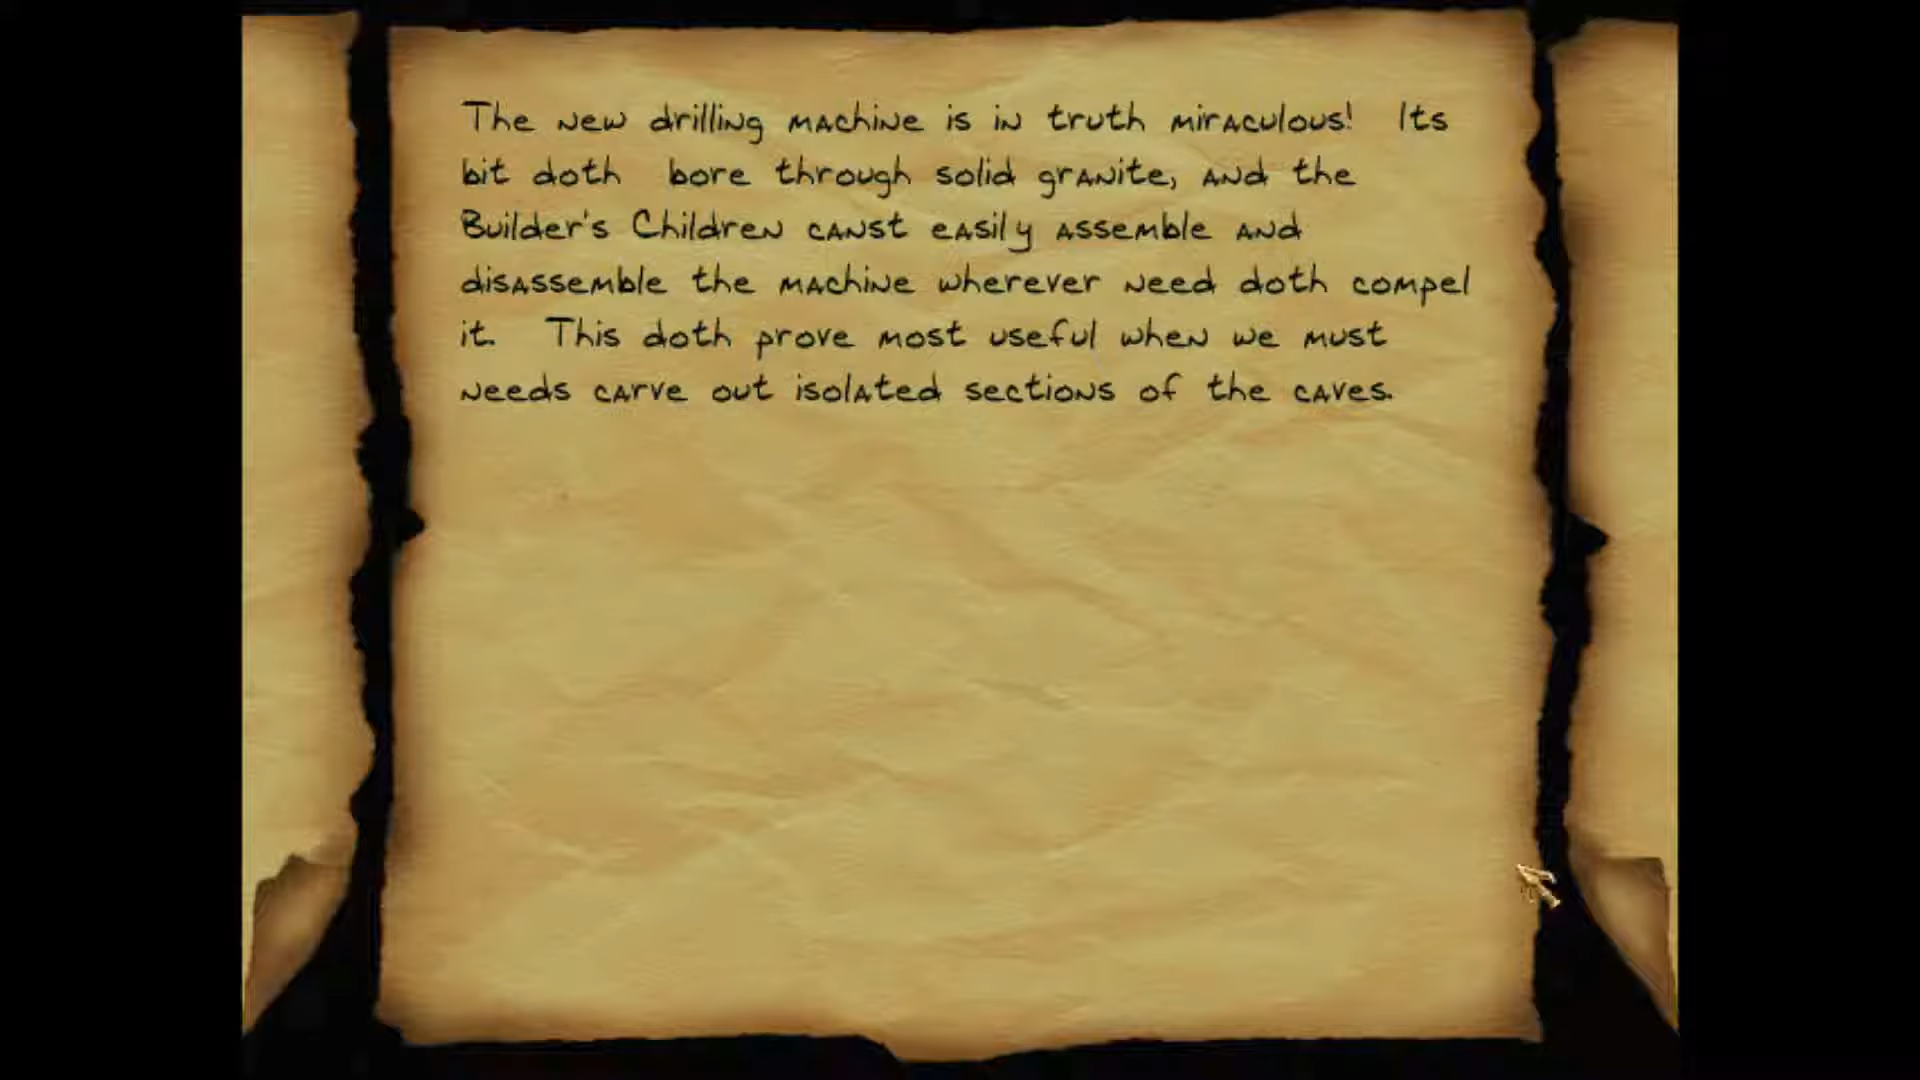 The new drilling machine is in truth miraculous! Its
bit doth bore through solid granite, and the
Builder's Children canst easily assemble and
disassemble the machine wherever need doth compel
it. This doth prove most useful when we must
needs carve out isolated sections of the caves.